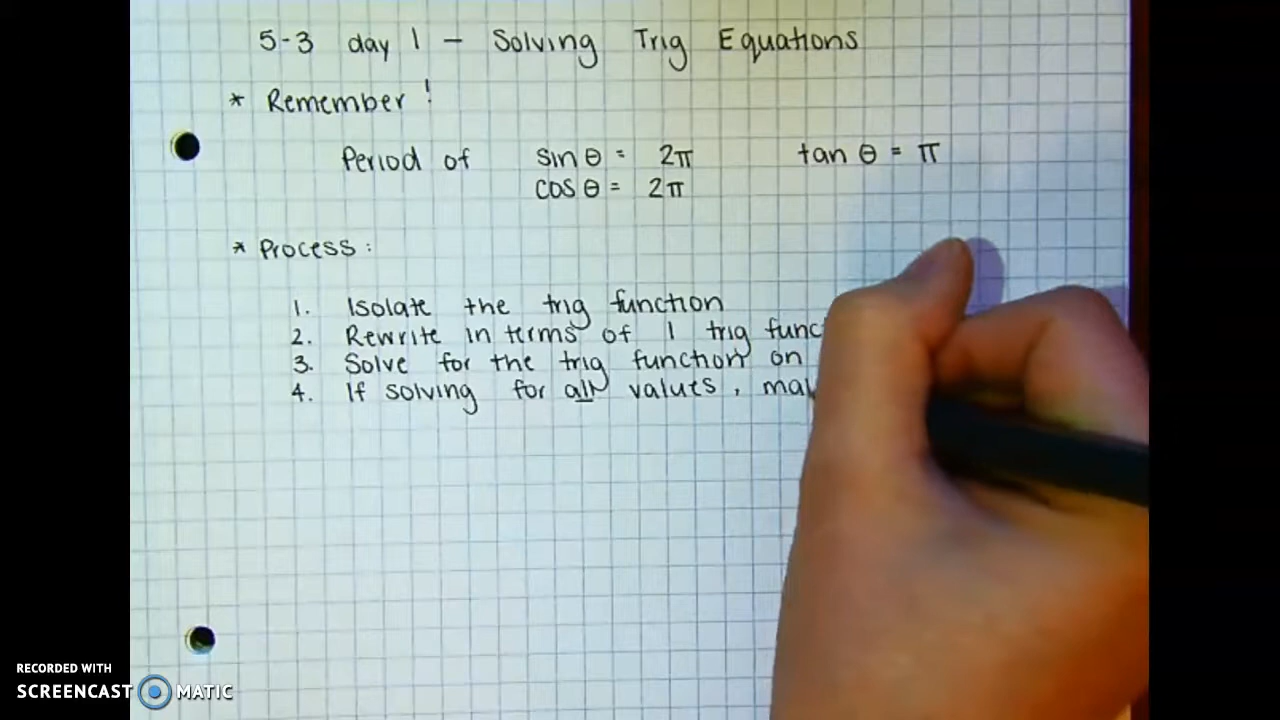 5-3 day 1 - Solving Trig Equations
* Remember!
Period of sin θ = 2π tan θ = π
cos θ = 2π
* Process:
1. Isolate the trig function
2. Rewrite in terms of 1 trig func
3. Solve for the trig function on
4. If solving for all values, mak
RECORDED WITH
SCREENCAST MATIC